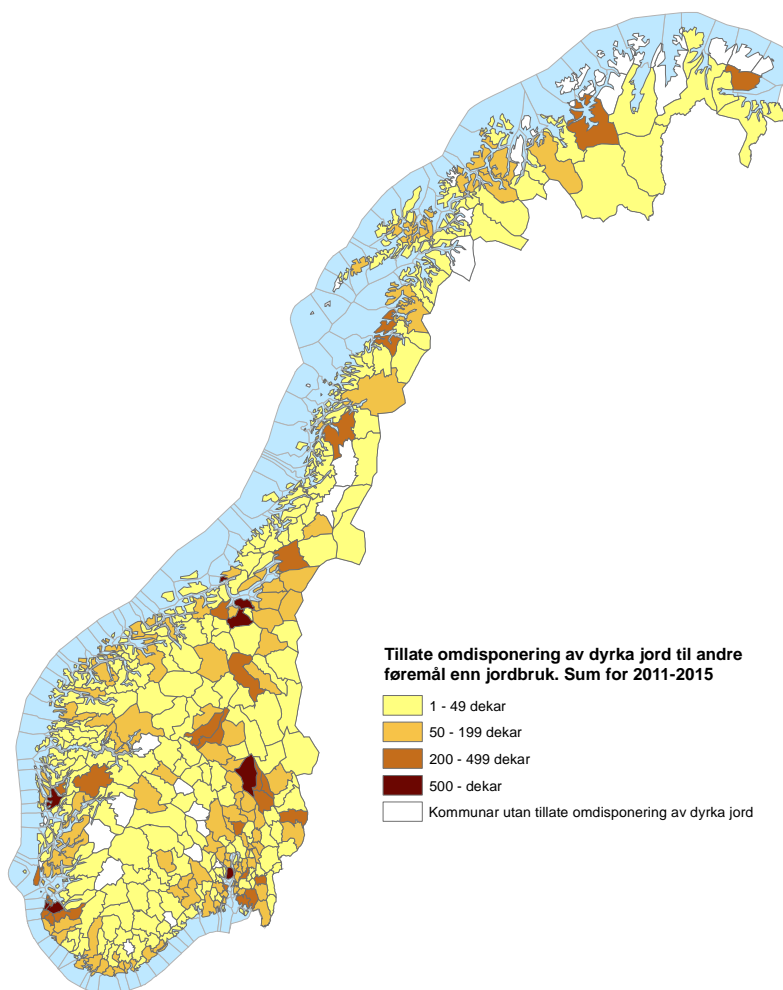 Tillate omdisponering av dyrka jord til andre
føremål enn jordbruk. Sum for 2011-2015
1 - 49 dekar
50 - 199 dekar
200 - 499 dekar
500 - dekar
Kommunar utan tillate omdisponering av dyrka jord